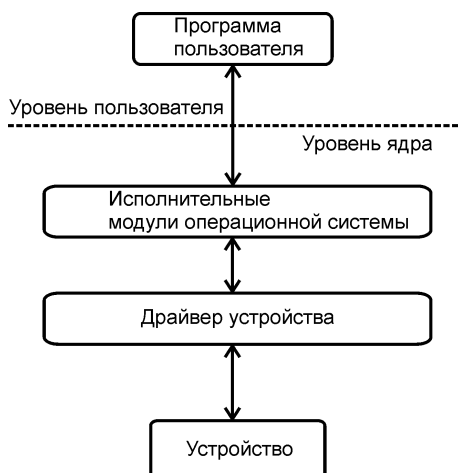 Программа
пользователя
Уровень пользователя
Уровень ядра
Исполнительные
модули операционной системы
Драйвер устройства
Устройство